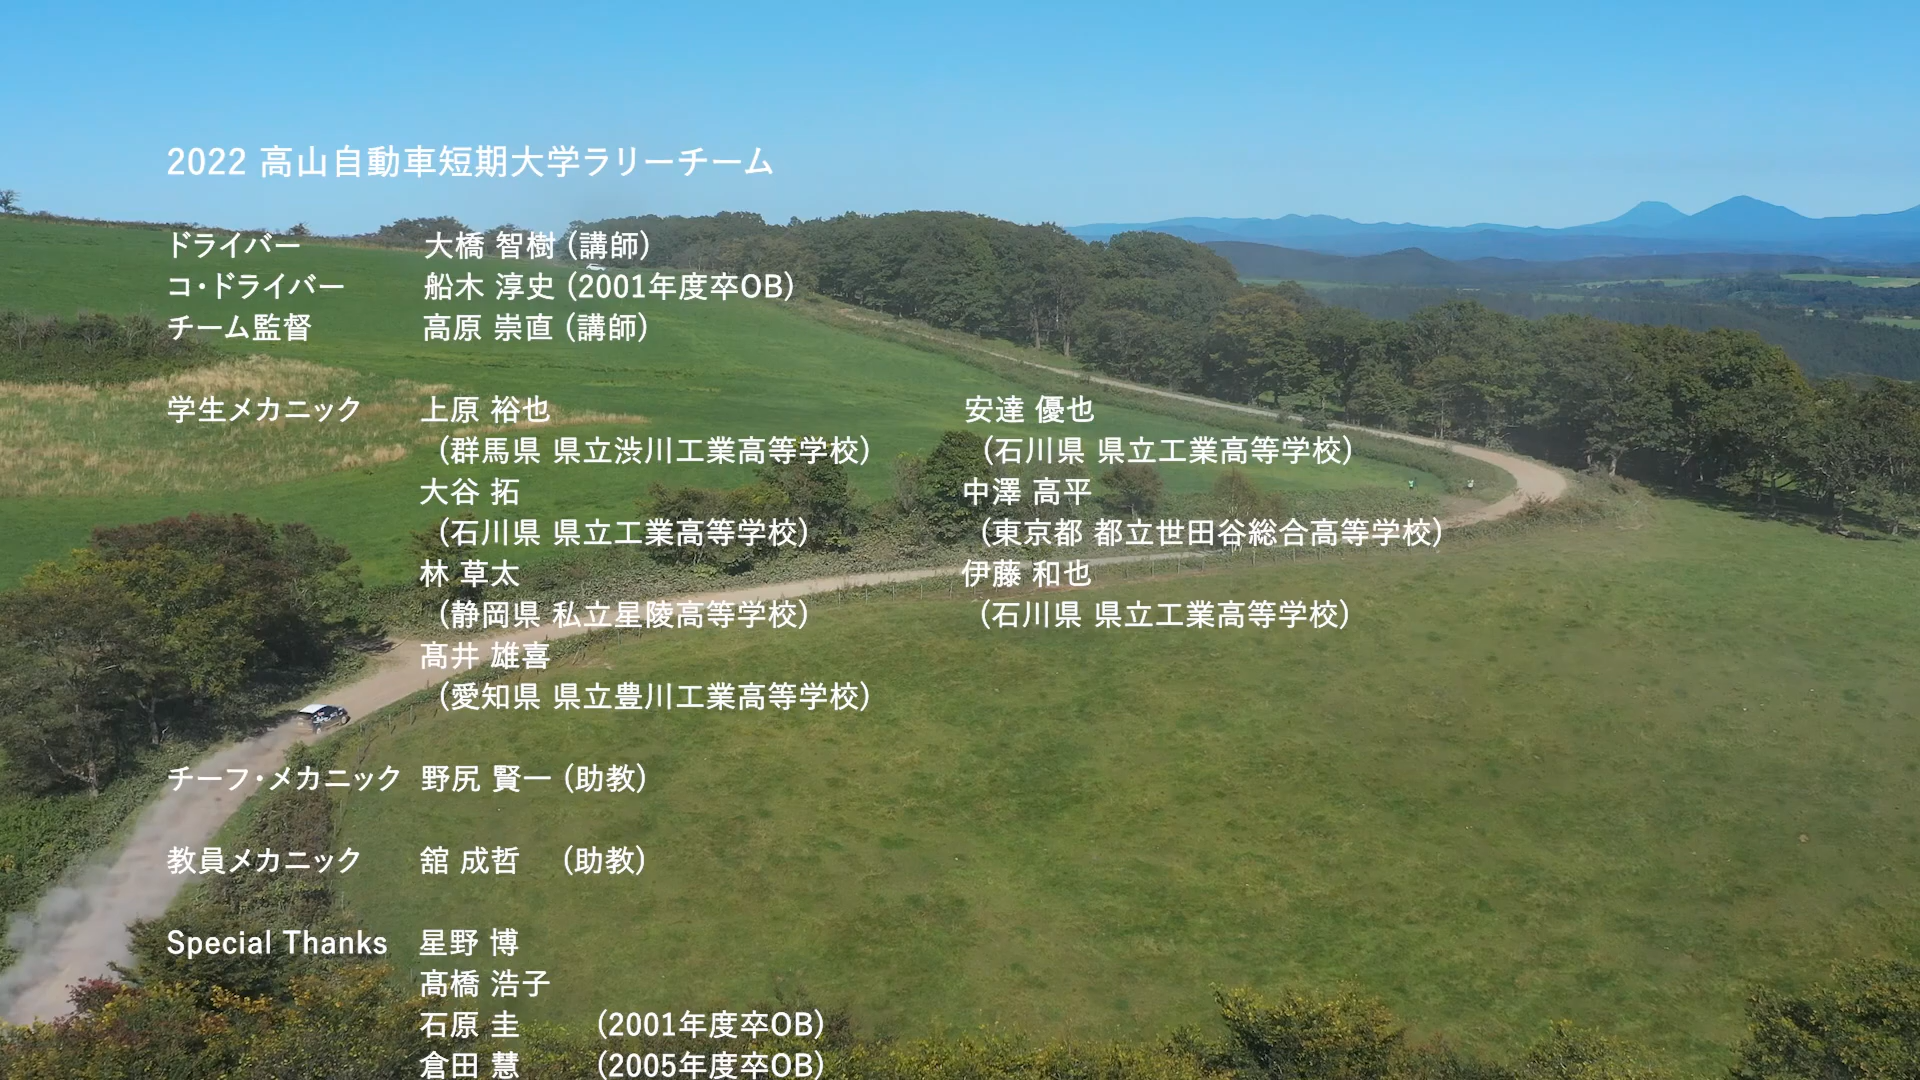 2022 高山自動車短期大学ラリーチーム
ドライバー 大橋 智樹 (講師)
コ・ドライバー 船木 淳史 (2001年度卒OB)
チーム監督 高原 崇直 (講師)
学生メカニック 上原 裕也 安達 優也
(群馬県 県立渋川工業高等学校) (石川県 県立工業高等学校)
大谷 拓 中澤 高平
(石川県 県立工業高等学校) (東京都 都立世田谷総合高等学校)
林 草太 伊藤 和也
(静岡県 私立星陵高等学校) (石川県 県立工業高等学校)
髙井 雄喜
(愛知県 県立豊川工業高等学校)
チーフ・メカニック 野尻 賢一 (助教)
教員メカニック 舘 成哲 (助教)
Special Thanks 星野 博
髙橋 浩子
石原 圭 (2001年度卒OB)
倉田 慧 (2005年度卒OB)